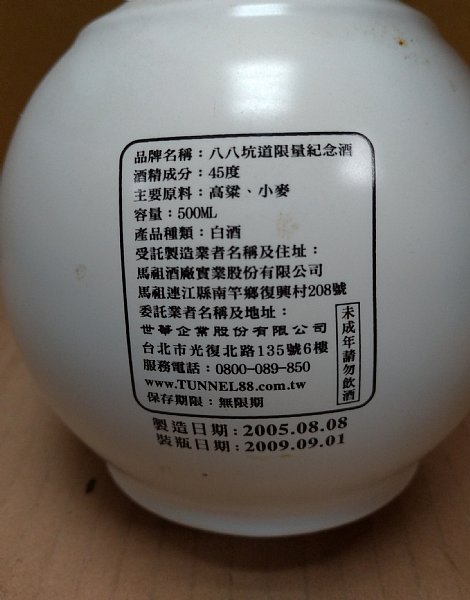 品牌名稱：八八坑道限量紀念酒
酒精成分：45度
主要原料：高粱、小麥
容量：500ML
產品種類：白酒
受託製造業者名稱及住址：
馬祖酒廠實業股份有限公司
馬祖連江縣南竿鄉復興村208號
委託業者名稱及地址：
世華企業股份有限公司
台北市光復北路135號6樓
服務電話：0800-089-850
www.TUNNEL88.com.tw
保存期限：無限期
未成年請勿飲酒
製造日期：2005.08.08
裝瓶日期：2009.09.01